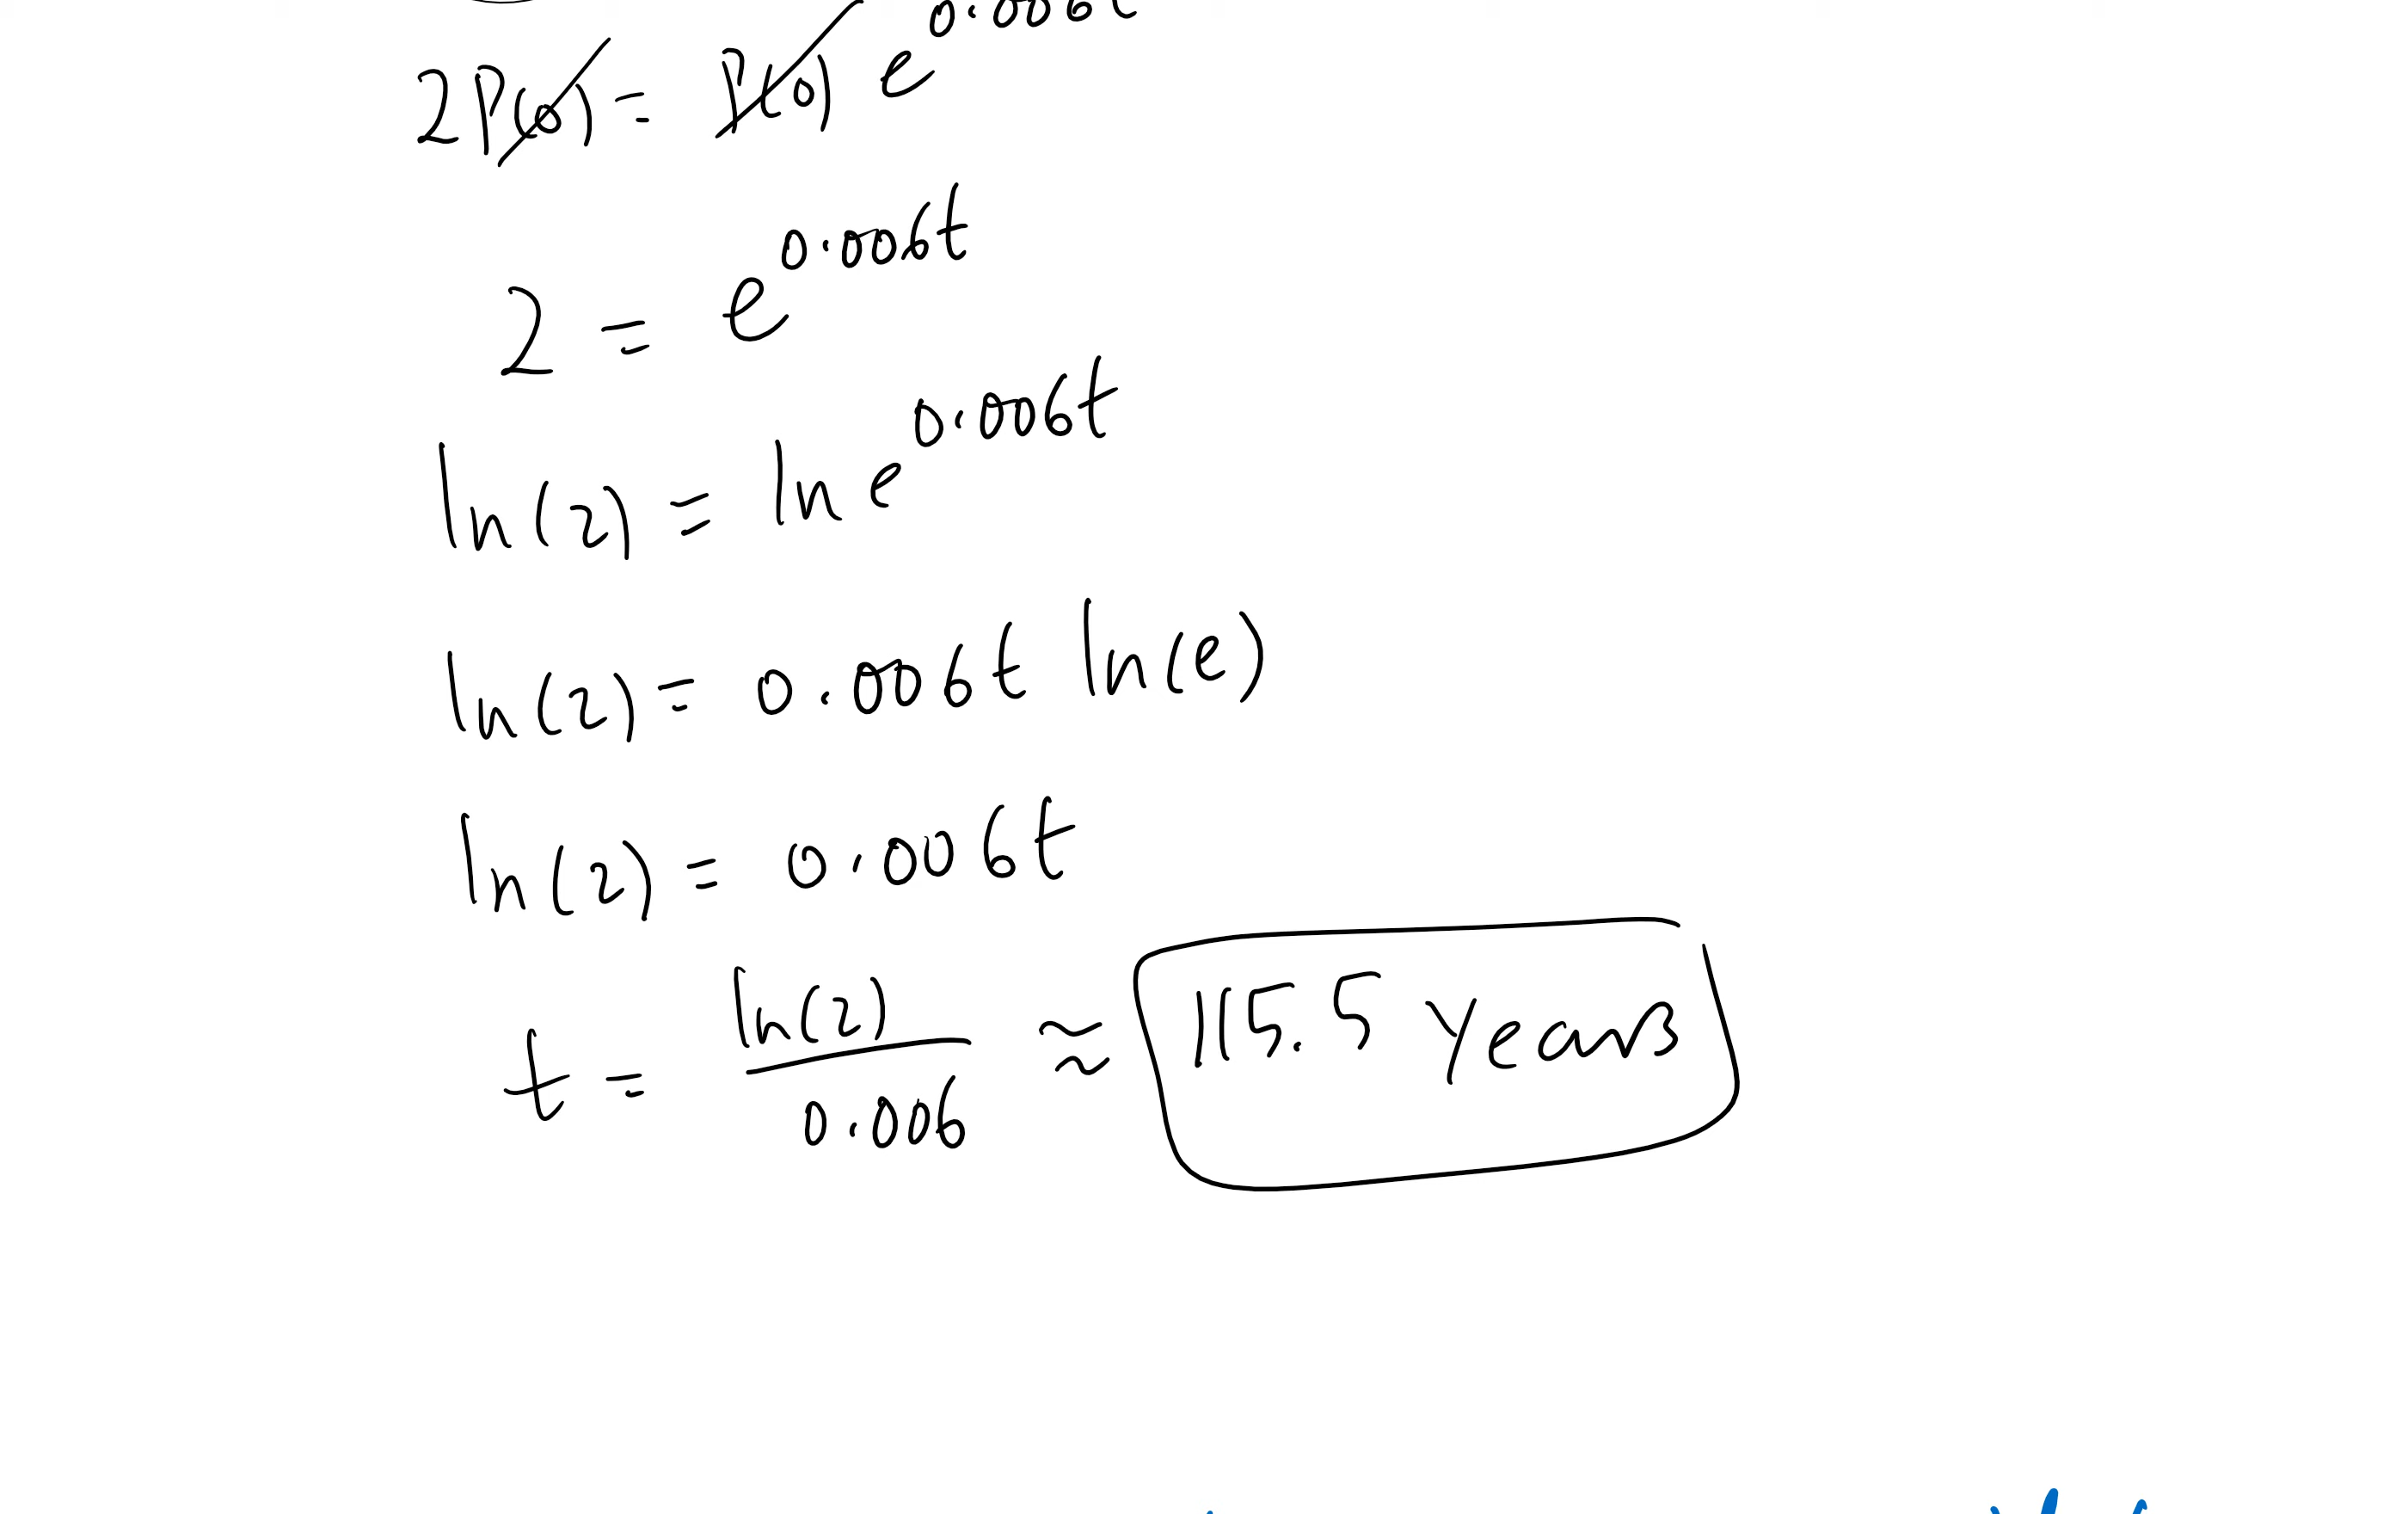 2P(0) = P(0) e^0.006t
2 = e^0.006t
ln(2) = ln e^0.006t
ln(2) = 0.006t ln(e)
ln(2) = 0.006t
t = ln(2)/0.006 ≈ 115.5 years